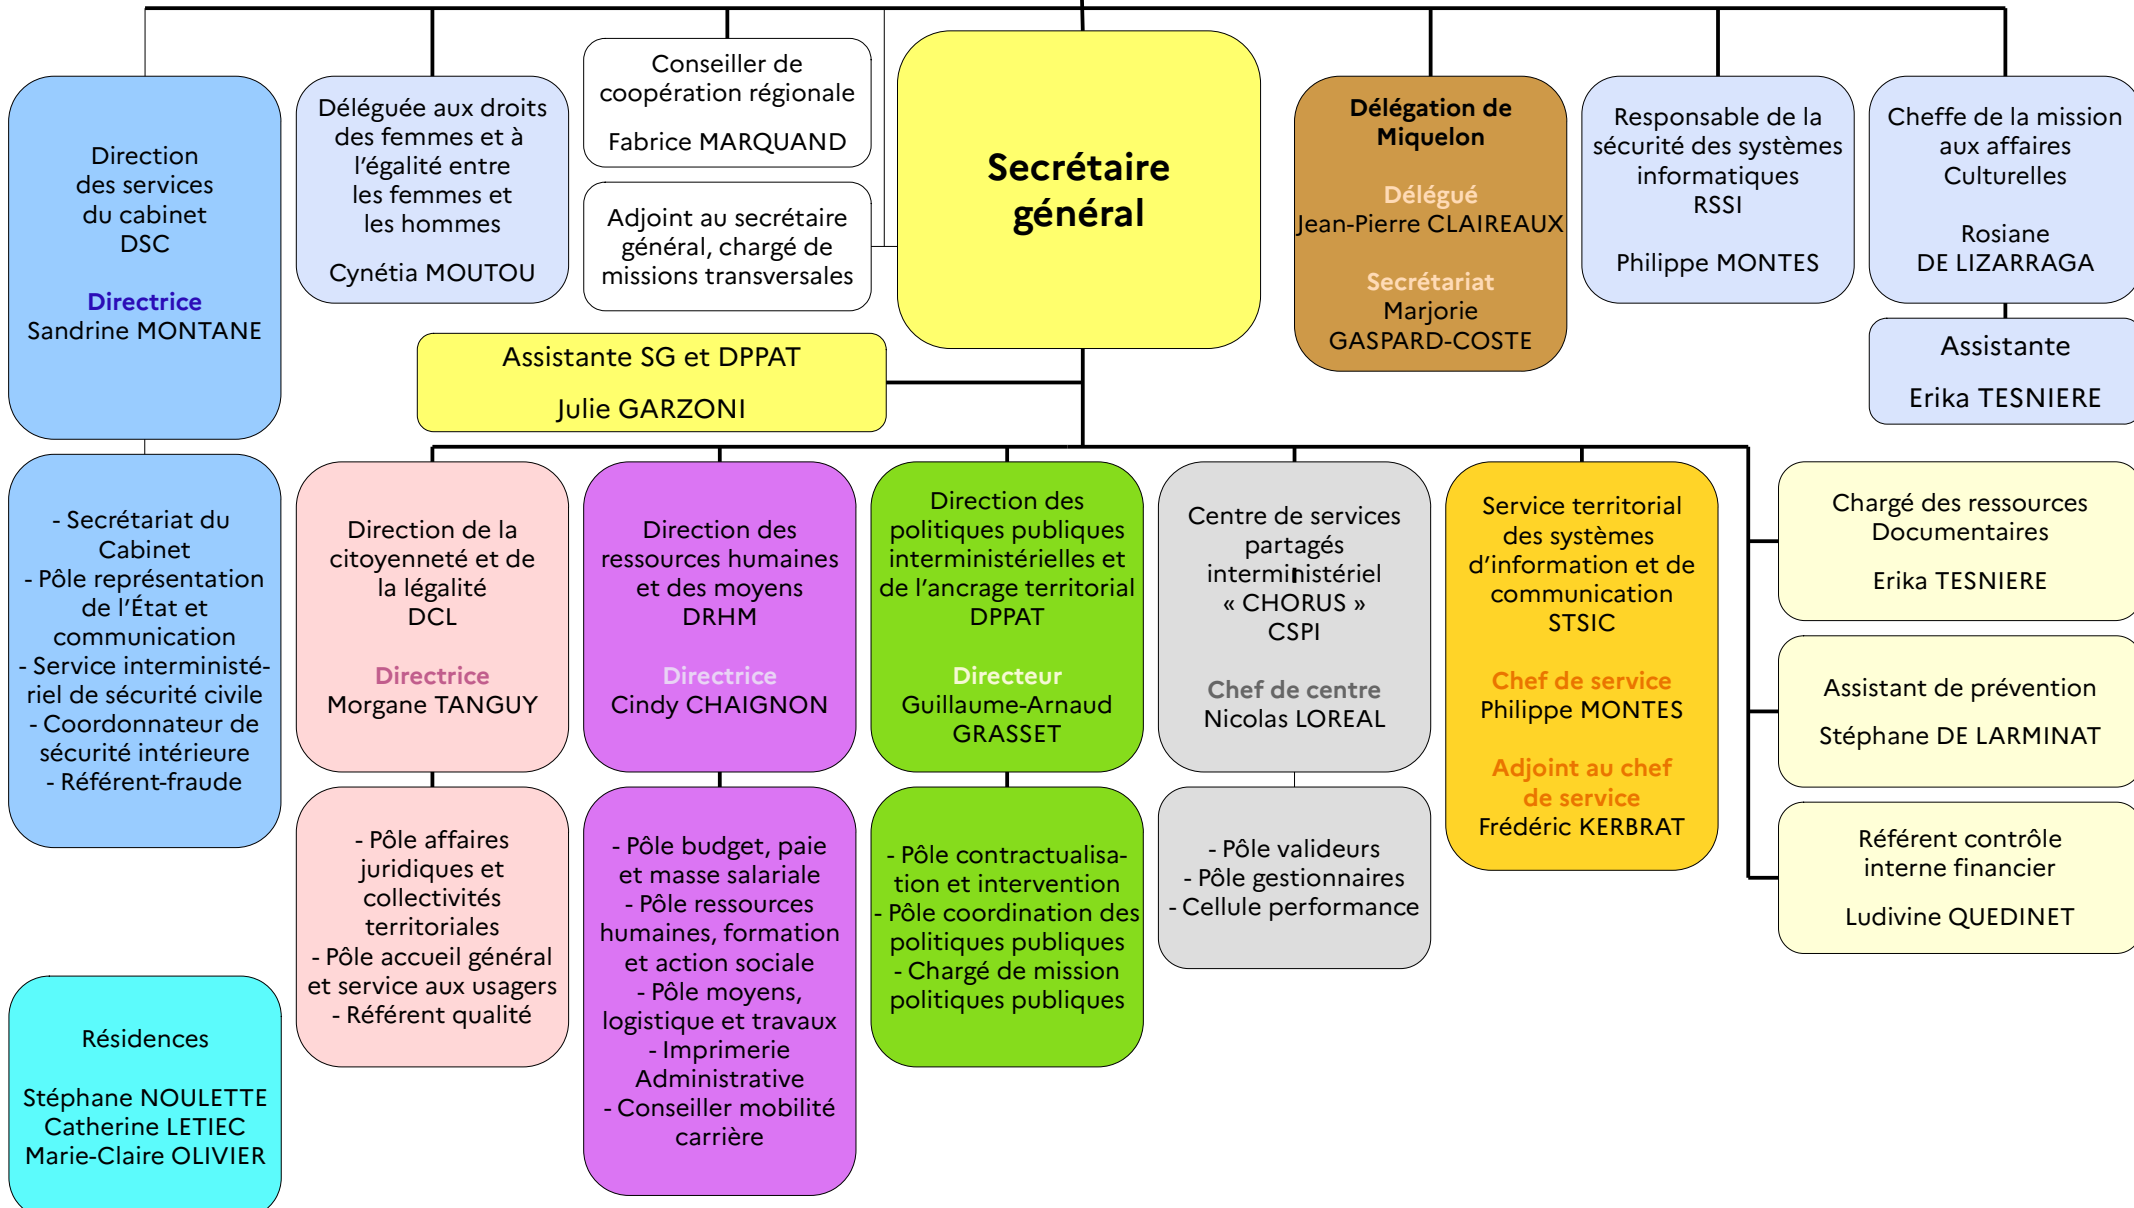 Direction
des services
du cabinet
DSC
Directrice
Sandrine MONTANE
Déléguée aux droits
des femmes et à
l’égalité entre
les femmes et
les hommes
Cynétia MOUTOU
Conseiller de
coopération régionale
Fabrice MARQUAND
Adjoint au secrétaire
général, chargé de
missions transversales
Secrétaire
général
Délégation de
Miquelon
Délégué
Jean-Pierre CLAIREAUX
Secrétariat
Marjorie
GASPARD-COSTE
Responsable de la
sécurité des systèmes
informatiques
RSSI
Philippe MONTES
Cheffe de la mission
aux affaires
Culturelles
Rosiane
DE LIZARRAGA
Assistante
Erika TESNIERE
Assistante SG et DPPAT
Julie GARZONI
- Secrétariat du
Cabinet
- Pôle représentation
de l’État et
communication
- Service interministé-
riel de sécurité civile
- Coordonnateur de
sécurité intérieure
- Référent-fraude
Direction de la
citoyenneté et de
la légalité
DCL
Directrice
Morgane TANGUY
Direction des
ressources humaines
et des moyens
DRHM
Directrice
Cindy CHAIGNON
Direction des
politiques publiques
interministérielles et
de l’ancrage territorial
DPPAT
Directeur
Guillaume-Arnaud
GRASSET
Centre de services
partagés
interministériel
« CHORUS »
CSPI
Chef de centre
Nicolas LOREAL
Service territorial
des systèmes
d’information et de
communication
STSIC
Chef de service
Philippe MONTES
Adjoint au chef
de service
Frédéric KERBRAT
Chargé des ressources
Documentaires
Erika TESNIERE
Assistant de prévention
Stéphane DE LARMINAT
Référent contrôle
interne financier
Ludivine QUEDINET
- Pôle affaires
juridiques et
collectivités
territoriales
- Pôle accueil général
et service aux usagers
- Référent qualité
- Pôle budget, paie
et masse salariale
- Pôle ressources
humaines, formation
et action sociale
- Pôle moyens,
logistique et travaux
- Imprimerie
Administrative
- Conseiller mobilité
carrière
- Pôle contractualisa-
tion et intervention
- Pôle coordination des
politiques publiques
- Chargé de mission
politiques publiques
- Pôle valideurs
- Pôle gestionnaires
- Cellule performance
Résidences
Stéphane NOULETTE
Catherine LETIEC
Marie-Claire OLIVIER